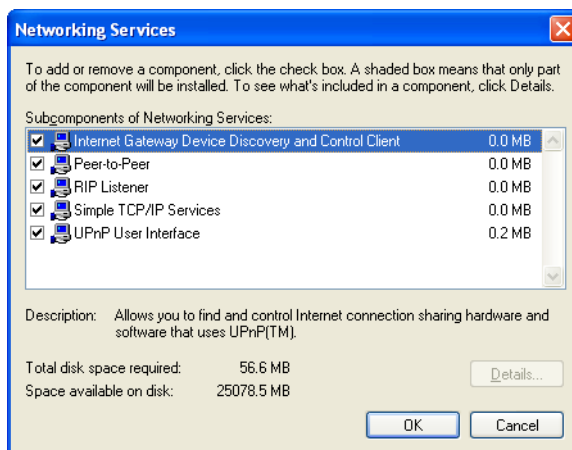 Networking Services
To add or remove a component, click the check box. A shaded box means that only part
of the component will be installed. To see what's included in a component, click Details.
Subcomponents of Networking Services:
Internet Gateway Device Discovery and Control Client 0.0 MB
Peer-to-Peer 0.0 MB
RIP Listener 0.0 MB
Simple TCP/IP Services 0.0 MB
UPnP User Interface 0.2 MB
Description: Allows you to find and control Internet connection sharing hardware and
software that uses UPnP(TM).
Total disk space required: 56.6 MB
Space available on disk: 25078.5 MB
Details...
OK Cancel